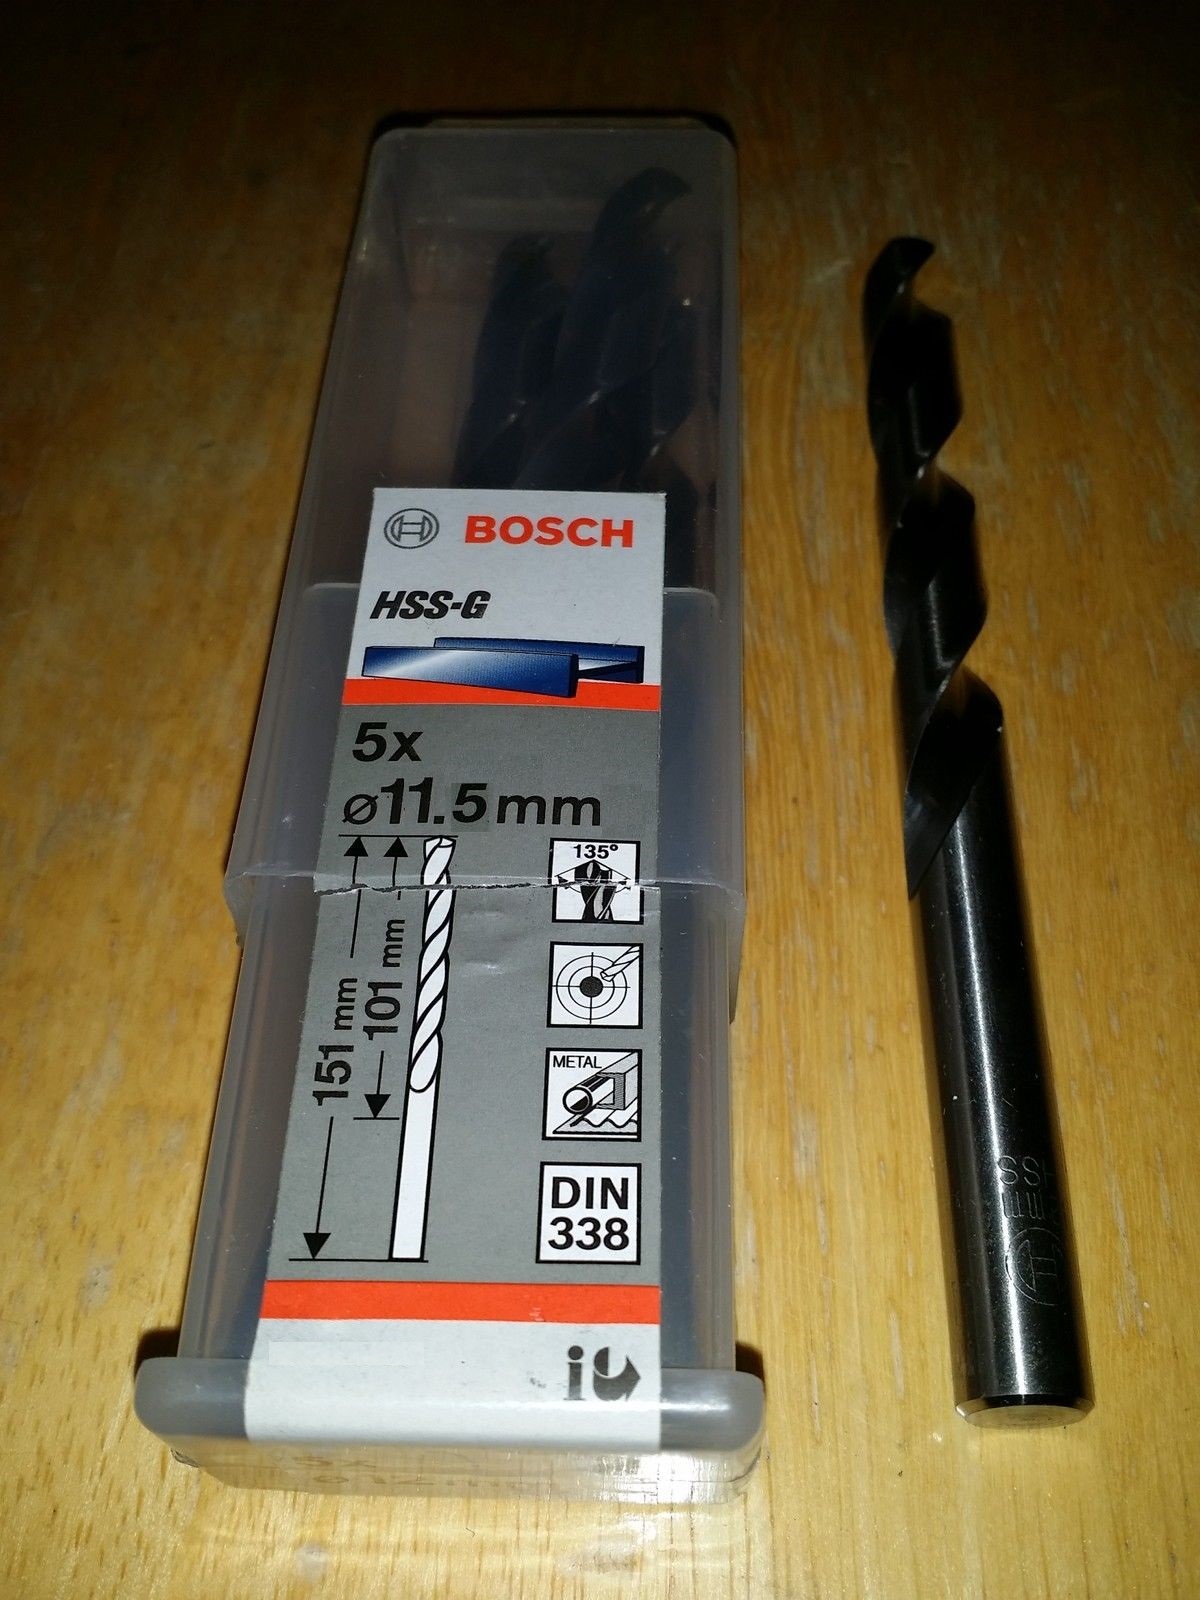 BOSCH
HSS-G
5x
ø11.5mm
135°
151 mm
101 mm
METAL
DIN
338